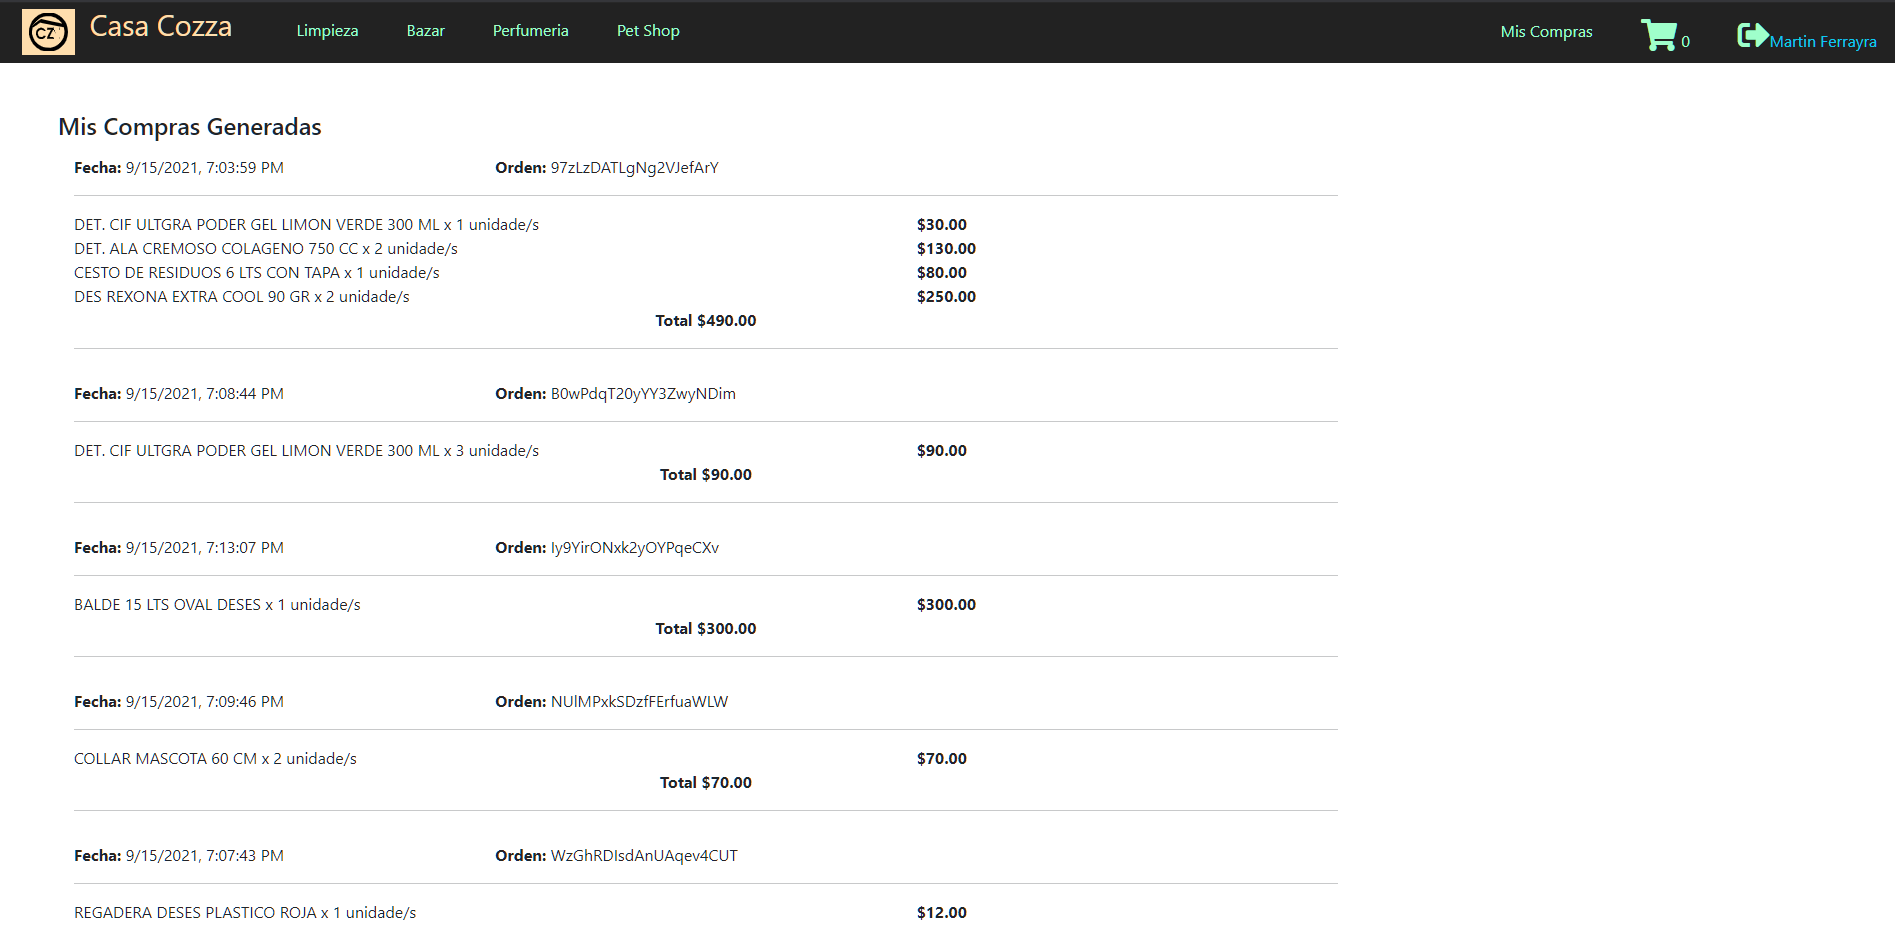 CZ
Casa Cozza
Limpieza Bazar Perfumeria Pet Shop Mis Compras 0 Martin Ferrayra
Mis Compras Generadas
Fecha: 9/15/2021, 7:03:59 PM Orden: 97zLzDATLgNg2VJefArY
DET. CIF ULTGRA PODER GEL LIMON VERDE 300 ML x 1 unidade/s $30.00
DET. ALA CREMOSO COLAGENO 750 CC x 2 unidade/s $130.00
CESTO DE RESIDUOS 6 LTS CON TAPA x 1 unidade/s $80.00
DES REXONA EXTRA COOL 90 GR x 2 unidade/s $250.00
Total $490.00
Fecha: 9/15/2021, 7:08:44 PM Orden: B0wPdqT20yYY3ZwyNDim
DET. CIF ULTGRA PODER GEL LIMON VERDE 300 ML x 3 unidade/s $90.00
Total $90.00
Fecha: 9/15/2021, 7:13:07 PM Orden: Iy9YirONxk2yOYPqeCXv
BALDE 15 LTS OVAL DESES x 1 unidade/s $300.00
Total $300.00
Fecha: 9/15/2021, 7:09:46 PM Orden: NUlMPxkSDzfFErfuaWLW
COLLAR MASCOTA 60 CM x 2 unidade/s $70.00
Total $70.00
Fecha: 9/15/2021, 7:07:43 PM Orden: WzGhRDIsdAnUAqev4CUT
REGADERA DESES PLASTICO ROJA x 1 unidade/s $12.00